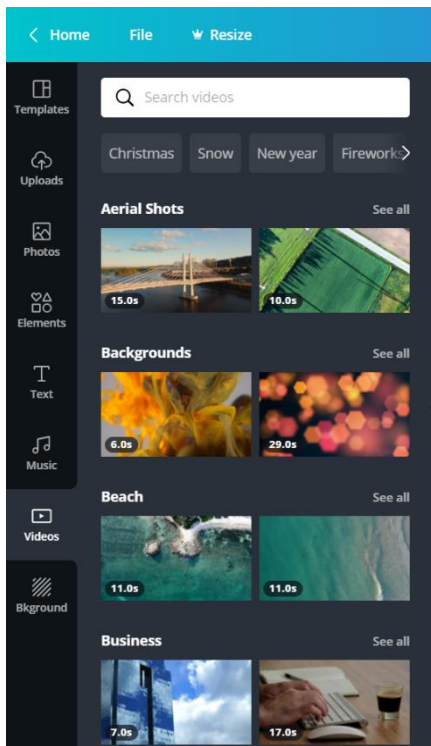 Home File Resize
Templates
Uploads
Photos
Elements
Text
Music
Videos
Bkground
Search videos
Christmas Snow New year Fireworks
Aerial Shots See all
15.0s 10.0s
Backgrounds See all
6.0s 29.0s
Beach See all
11.0s 11.0s
Business See all
7.0s 17.0s